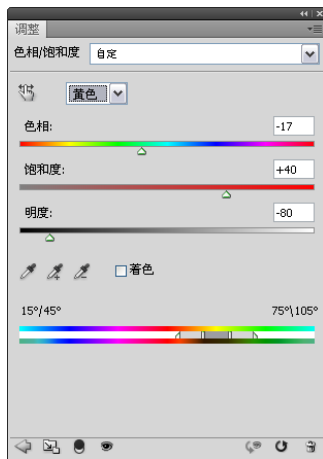 调整
色相/饱和度 自定
黄色
色相: -17
饱和度: +40
明度: -80
着色
15°/45° 75°\105°